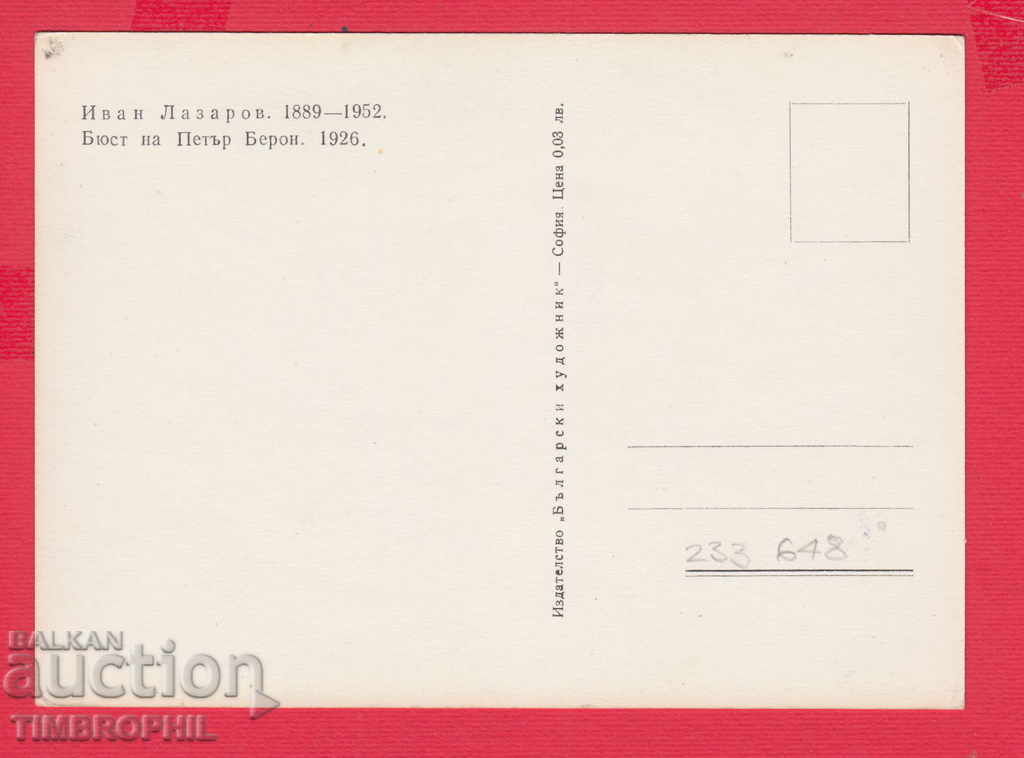 Иван Лазаров. 1889—1952.
Бюст на Петър Берон. 1926.
Издателство „Български художник“ — София. Цена 0,03 лв.
233 648
BALKAN
auction
TIMBROPHIL